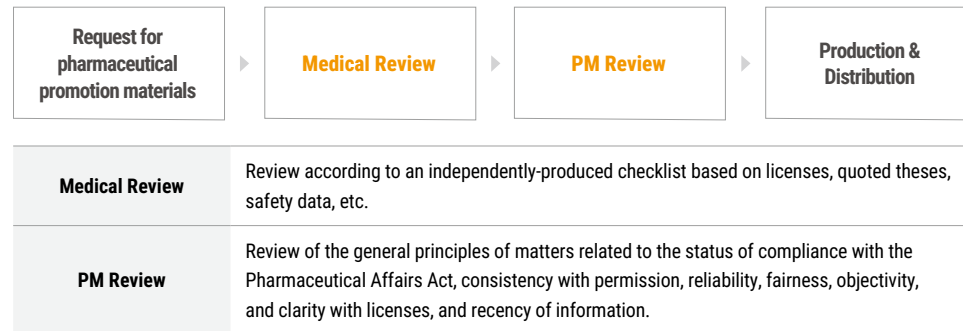 Request for
pharmaceutical
promotion materials
Medical Review
PM Review
Production &
Distribution
Medical Review
Review according to an independently-produced checklist based on licenses, quoted theses,
safety data, etc.
PM Review
Review of the general principles of matters related to the status of compliance with the
Pharmaceutical Affairs Act, consistency with permission, reliability, fairness, objectivity,
and clarity with licenses, and recency of information.